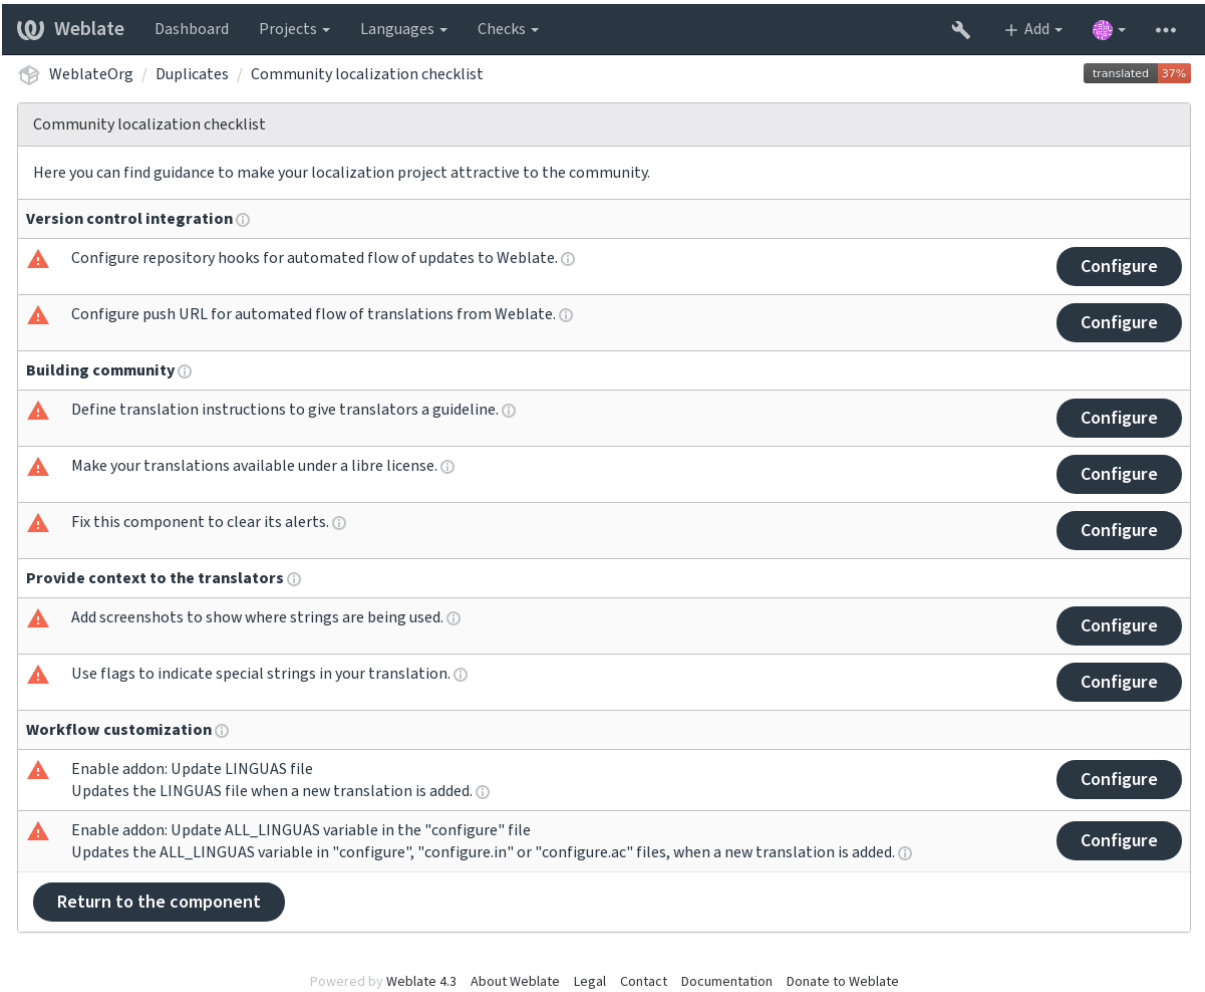 Weblate Dashboard Projects Languages Checks + Add
WeblateOrg / Duplicates / Community localization checklist translated 37%
Community localization checklist
Here you can find guidance to make your localization project attractive to the community.
Version control integration
Configure repository hooks for automated flow of updates to Weblate. Configure
Configure push URL for automated flow of translations from Weblate. Configure
Building community
Define translation instructions to give translators a guideline. Configure
Make your translations available under a libre license. Configure
Fix this component to clear its alerts. Configure
Provide context to the translators
Add screenshots to show where strings are being used. Configure
Use flags to indicate special strings in your translation. Configure
Workflow customization
Enable addon: Update LINGUAS file
Updates the LINGUAS file when a new translation is added. Configure
Enable addon: Update ALL_LINGUAS variable in the "configure" file
Updates the ALL_LINGUAS variable in "configure", "configure.in" or "configure.ac" files, when a new translation is added. Configure
Return to the component
Powered by Weblate 4.3 About Weblate Legal Contact Documentation Donate to Weblate